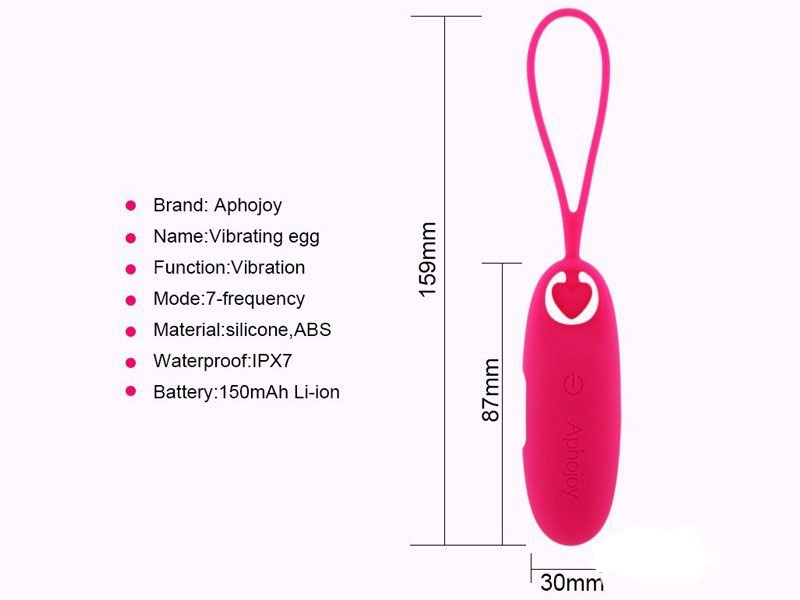 Brand: Aphojoy
Name:Vibrating egg
Function:Vibration
Mode:7-frequency
Material:silicone,ABS
Waterproof:IPX7
Battery:150mAh Li-ion
159mm
87mm
Aphojoy
30mm